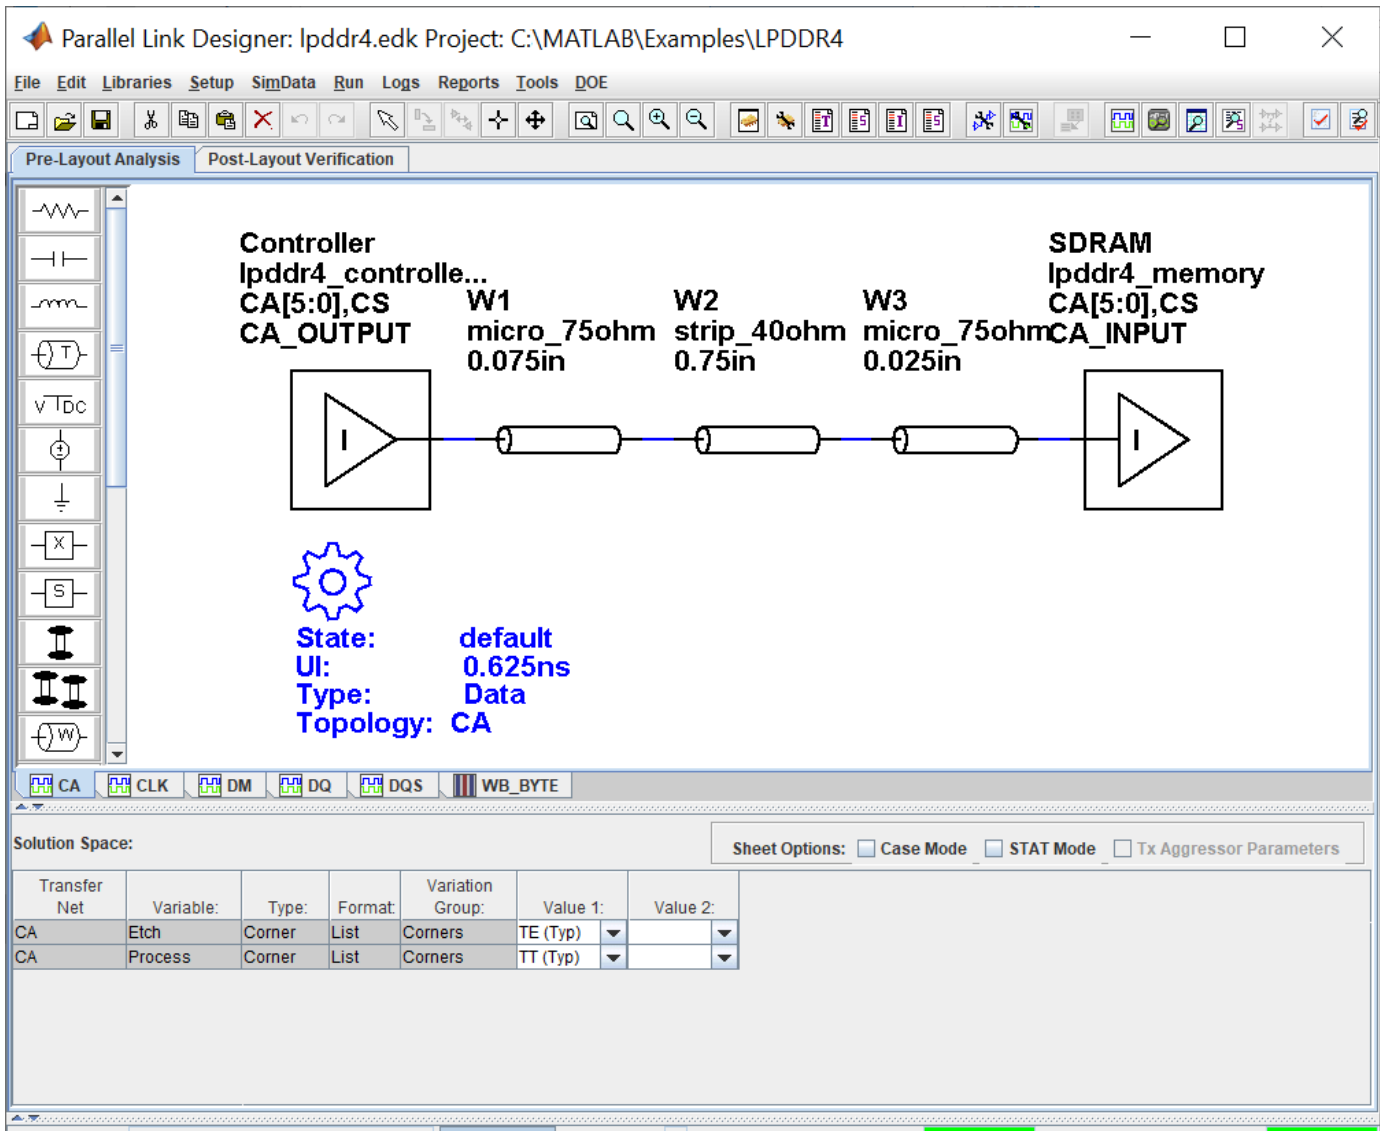 Parallel Link Designer: lpddr4.edk Project: C:\MATLAB\Examples\LPDDR4
File Edit Libraries Setup SimData Run Logs Reports Tools DOE
Pre-Layout Analysis Post-Layout Verification
T
V DC
X
S
W
Controller
lpddr4_controlle...
CA[5:0],CS
CA_OUTPUT
W1
micro_75ohm
0.075in
W2
strip_40ohm
0.75in
W3
micro_75ohm
0.025in
SDRAM
lpddr4_memory
CA[5:0],CS
CA_INPUT
I
I
State: default
UI: 0.625ns
Type: Data
Topology: CA
CA CLK DM DQ DQS WB_BYTE
Solution Space:
Sheet Options: Case Mode STAT Mode Tx Aggressor Parameters
Transfer Net Variable: Type: Format: Variation Group: Value 1: Value 2:
CA Etch Corner List Corners TE (Typ)
CA Process Corner List Corners TT (Typ)